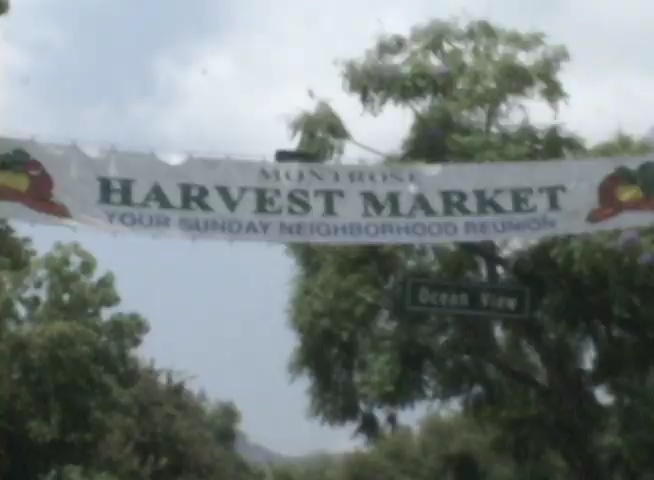 MONTROSE
HARVEST MARKET
YOUR SUNDAY NEIGHBORHOOD REUNION
Ocean View